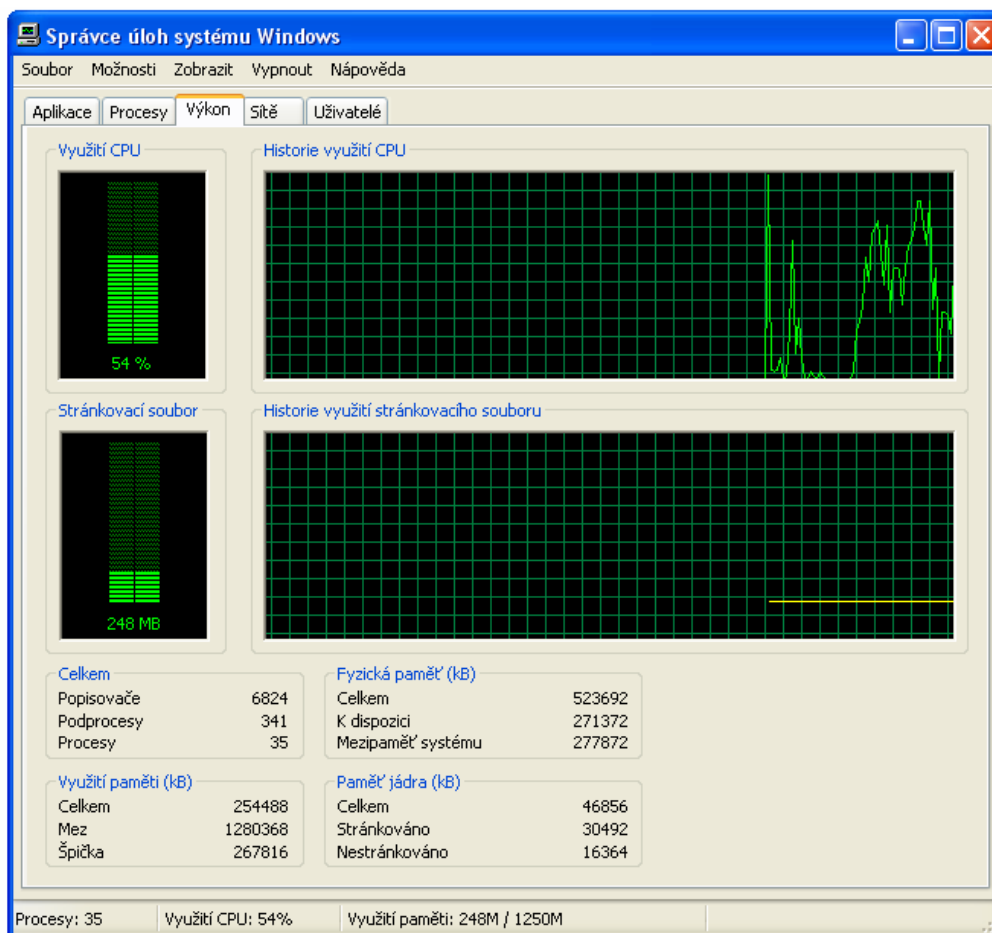 Správce úloh systému Windows
Soubor Možnosti Zobrazit Vypnout Nápověda
Aplikace Procesy Výkon Sítě Uživatelé
Využití CPU Historie využití CPU
54 %
Stránkovací soubor Historie využití stránkovacího souboru
248 MB
Celkem
Popisovače 6824
Podprocesy 341
Procesy 35
Fyzická paměť (kB)
Celkem 523692
K dispozici 271372
Mezipaměť systému 277872
Využití paměti (kB)
Celkem 254488
Mez 1280368
Špička 267816
Paměť jádra (kB)
Celkem 46856
Stránkováno 30492
Nestránkováno 16364
Procesy: 35 Využití CPU: 54% Využití paměti: 248M / 1250M